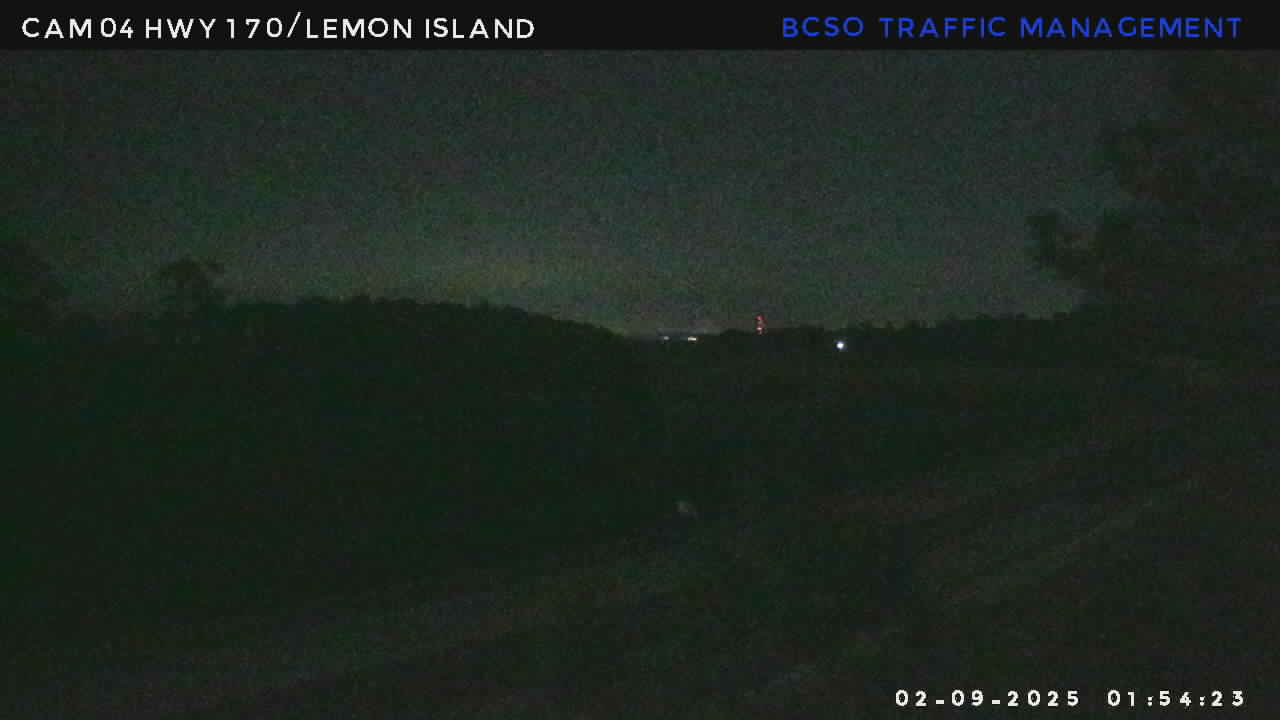 CAM04 HWY 170/LEMON ISLAND
BCSO TRAFFIC MANAGEMENT
02-09-2025 01:54:23